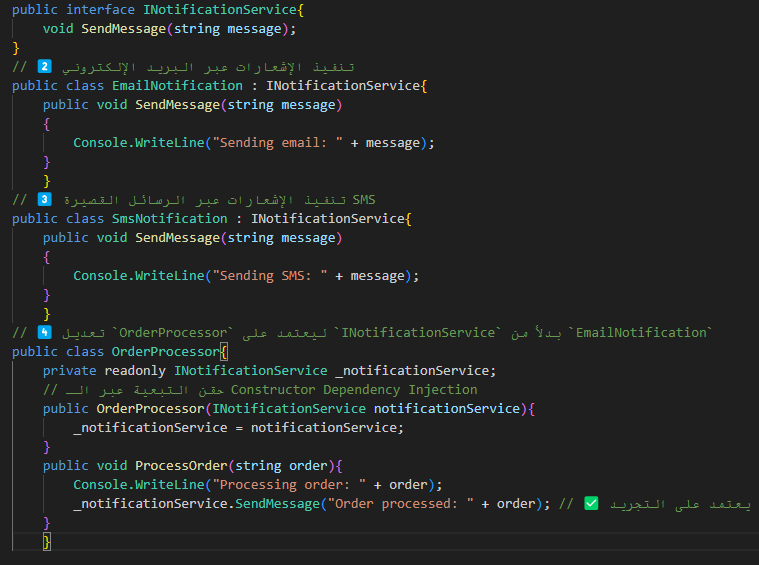 public interface INotificationService{
    void SendMessage(string message);
}
// 2️⃣ تنفيذ الإشعارات عبر البريد الإلكتروني
public class EmailNotification : INotificationService{
    public void SendMessage(string message)
    {
        Console.WriteLine("Sending email: " + message);
    }
    }
// 3️⃣ تنفيذ الإشعارات عبر الرسائل القصيرة SMS
public class SmsNotification : INotificationService{
    public void SendMessage(string message)
    {
        Console.WriteLine("Sending SMS: " + message);
    }
    }
// 4️⃣ تعديل `OrderProcessor` ليعتمد على `INotificationService` بدلاً من `EmailNotification`
public class OrderProcessor{
    private readonly INotificationService _notificationService;
    // حقن التبعية عبر الـ Constructor Dependency Injection
    public OrderProcessor(INotificationService notificationService){
        _notificationService = notificationService;
    }
    public void ProcessOrder(string order){
        Console.WriteLine("Processing order: " + order);
        _notificationService.SendMessage("Order processed: " + order); // ✅ يعتمد على التجريد
    }
    }